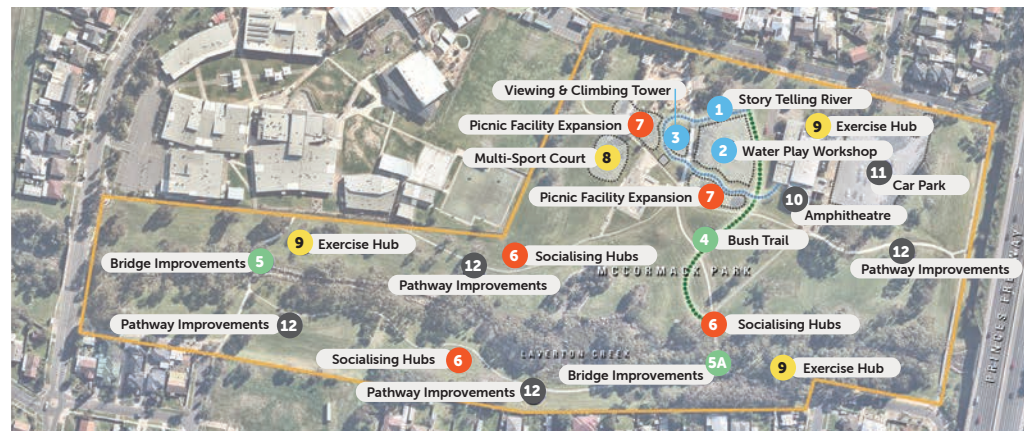 Viewing & Climbing Tower
1 Story Telling River
Picnic Facility Expansion 7
3
9 Exercise Hub
Multi-Sport Court 8
2 Water Play Workshop
11
Car Park
Picnic Facility Expansion 7
10
Amphitheatre
9 Exercise Hub
4 Bush Trail
12
Bridge Improvements 5
6 Socialising Hubs
Pathway Improvements
12
MCCORMACK PARK
Pathway Improvements
PRINCES FREEWAY
Pathway Improvements 12
6 Socialising Hubs
Socialising Hubs 6
LAVERTON CREEK
5A
Bridge Improvements
9 Exercise Hub
Pathway Improvements 12